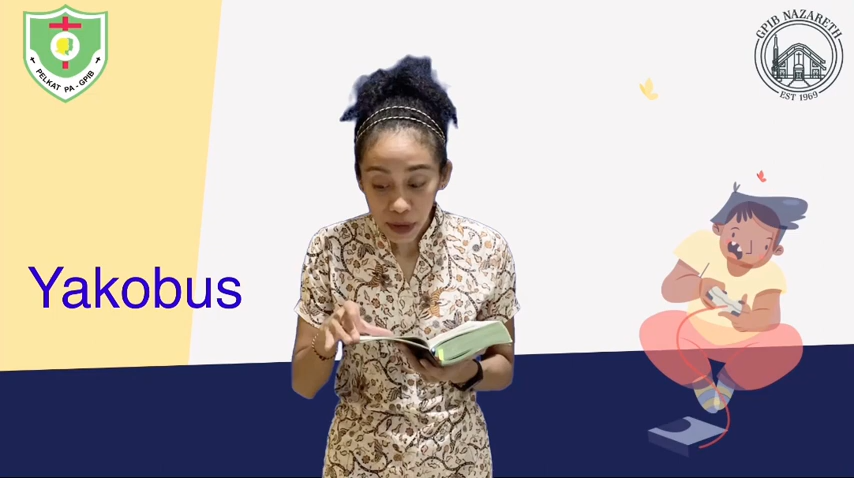 PELKAT PA - GPIB
GPIB NAZARETH
EST 1969
Yakobus